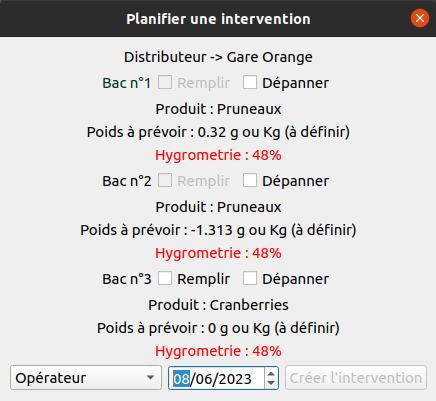 Planifier une intervention
Distributeur -> Gare Orange
Bac n°1 Remplir Dépanner
Produit : Pruneaux
Poids à prévoir : 0.32 g ou Kg (à définir)
Hygrometrie : 48%
Bac n°2 Remplir Dépanner
Produit : Pruneaux
Poids à prévoir : -1.313 g ou Kg (à définir)
Hygrometrie : 48%
Bac n°3 Remplir Dépanner
Produit : Cranberries
Poids à prévoir : 0 g ou Kg (à définir)
Hygrometrie : 48%
Opérateur 08/06/2023 Créer l'intervention